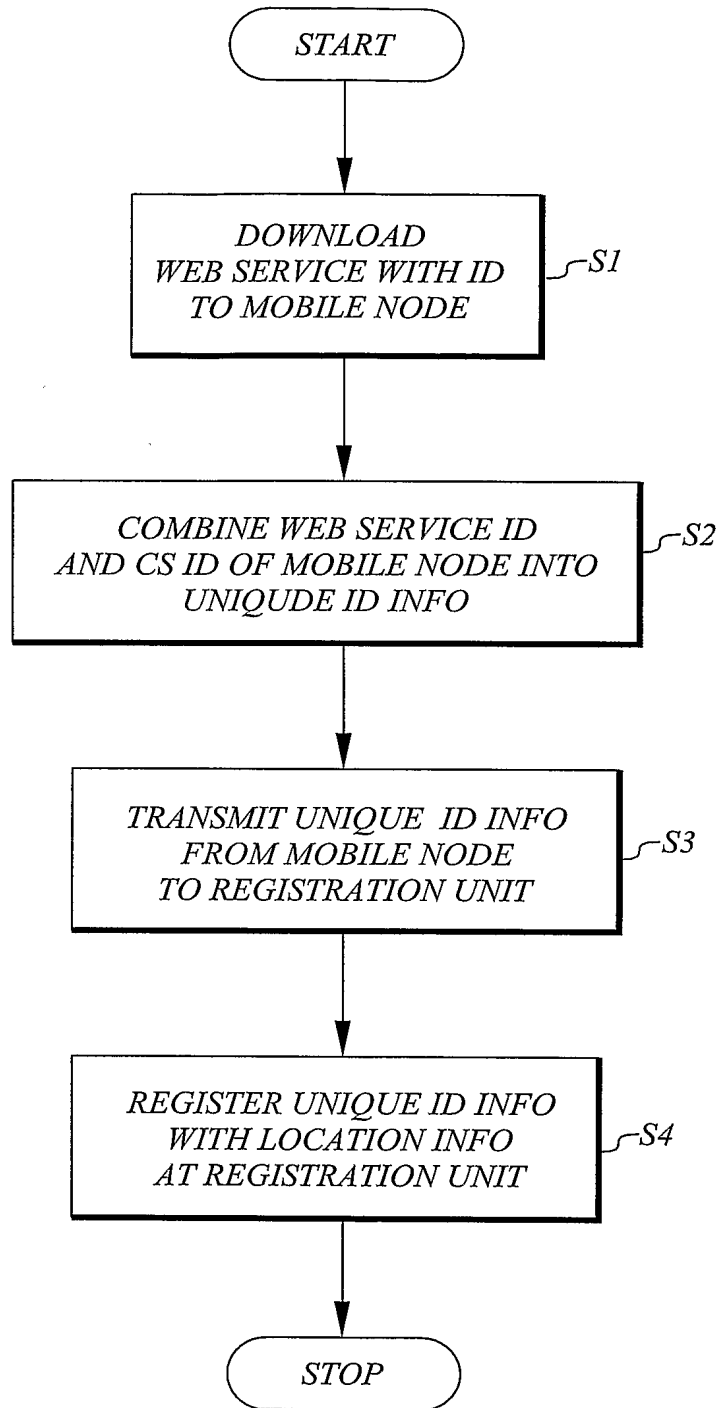 START
DOWNLOAD
WEB SERVICE WITH ID
TO MOBILE NODE
S1
COMBINE WEB SERVICE ID
AND CS ID OF MOBILE NODE INTO
UNIQUDE ID INFO
S2
TRANSMIT UNIQUE ID INFO
FROM MOBILE NODE
TO REGISTRATION UNIT
S3
REGISTER UNIQUE ID INFO
WITH LOCATION INFO
AT REGISTRATION UNIT
S4
STOP